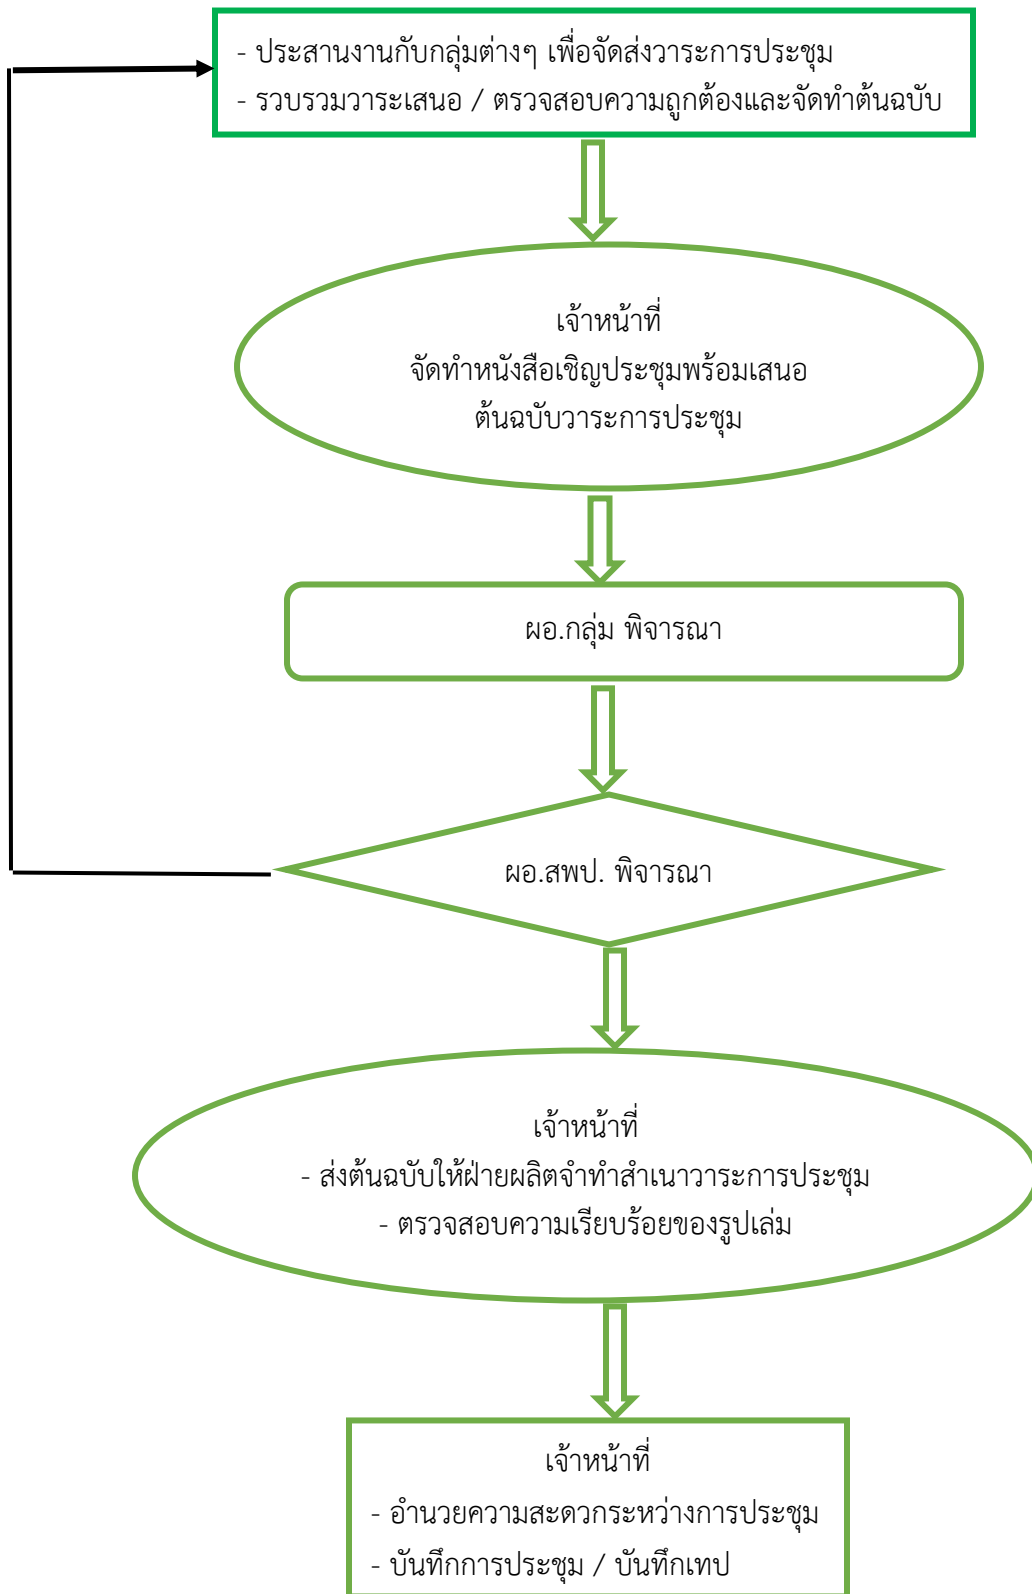 - ประสานงานกับกลุ่มต่างๆ เพื่อจัดส่งวาระการประชุม
- รวบรวมวาระเสนอ / ตรวจสอบความถูกต้องและจัดทำต้นฉบับ
เจ้าหน้าที่
จัดทำหนังสือเชิญประชุมพร้อมเสนอ
ต้นฉบับวาระการประชุม
ผอ.กลุ่ม พิจารณา
ผอ.สพป. พิจารณา
เจ้าหน้าที่
- ส่งต้นฉบับให้ฝ่ายผลิตจำทำสำเนาวาระการประชุม
- ตรวจสอบความเรียบร้อยของรูปเล่ม
เจ้าหน้าที่
- อำนวยความสะดวกระหว่างการประชุม
- บันทึกการประชุม / บันทึกเทป